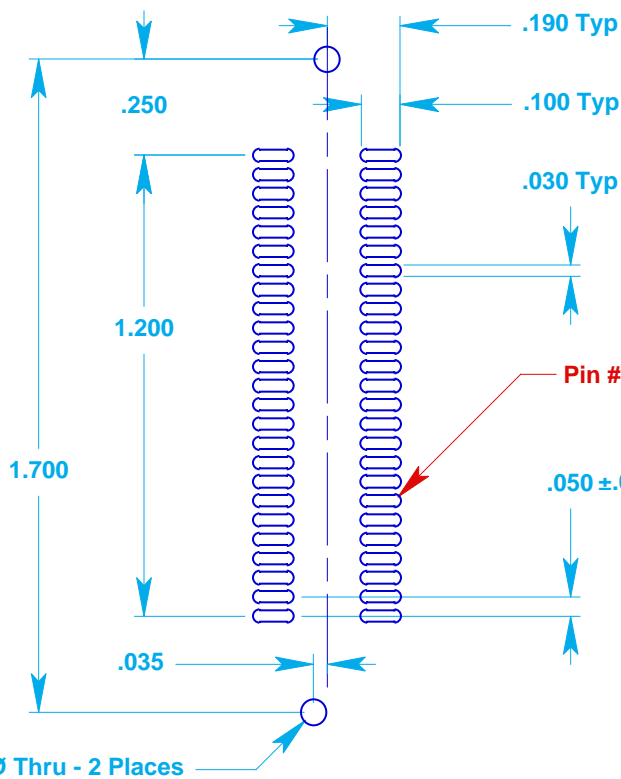 .190 Typ
.250
.100 Typ
.030 Typ
1.200
Pin #
1.700
.050 ±.
.035
Ø Thru - 2 Places